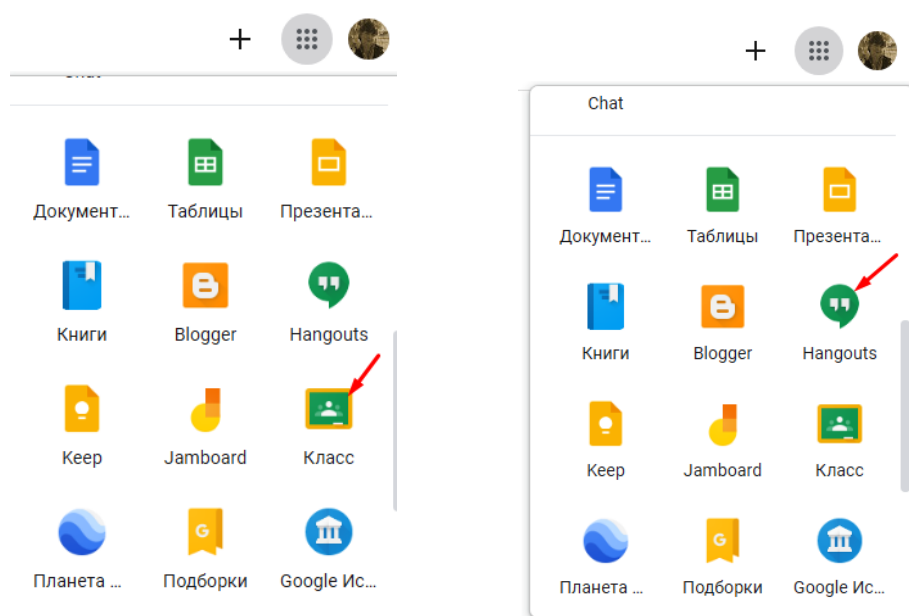 Документ...
Таблицы
Презента...
Книги
Blogger
Hangouts
Keep
Jamboard
Класс
Планета ...
Подборки
Google Ис...
Chat
Документ...
Таблицы
Презента...
Книги
Blogger
Hangouts
Keep
Jamboard
Класс
Планета ...
Подборки
Google Ис...